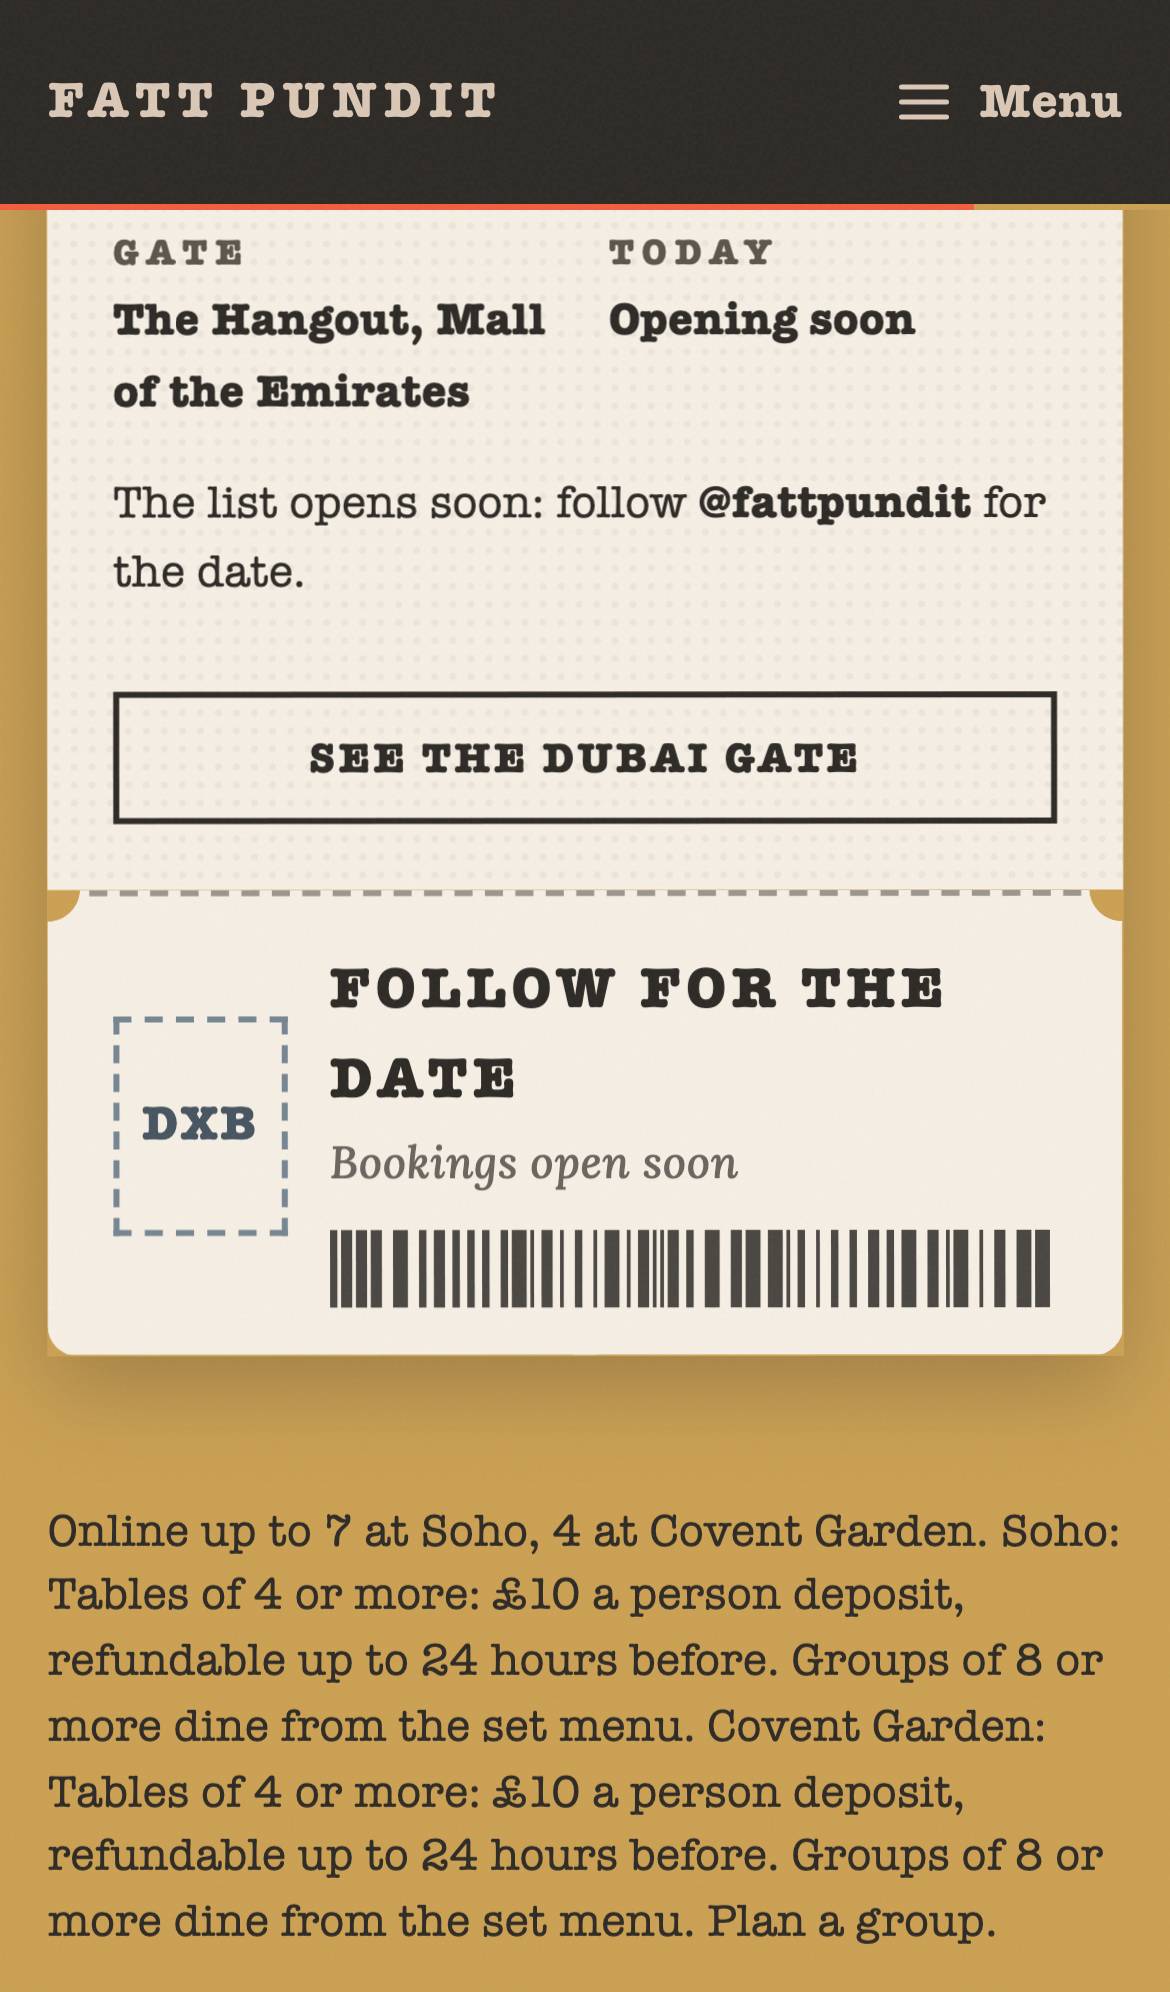 FATT PUNDIT
Menu
GATE
The Hangout, Mall
of the Emirates
TODAY
Opening soon
The list opens soon: follow @fattpundit for
the date.
SEE THE DUBAI GATE
DXB
FOLLOW FOR THE
DATE
Bookings open soon
Online up to 7 at Soho, 4 at Covent Garden. Soho:
Tables of 4 or more: £10 a person deposit,
refundable up to 24 hours before. Groups of 8 or
more dine from the set menu. Covent Garden:
Tables of 4 or more: £10 a person deposit,
refundable up to 24 hours before. Groups of 8 or
more dine from the set menu. Plan a group.